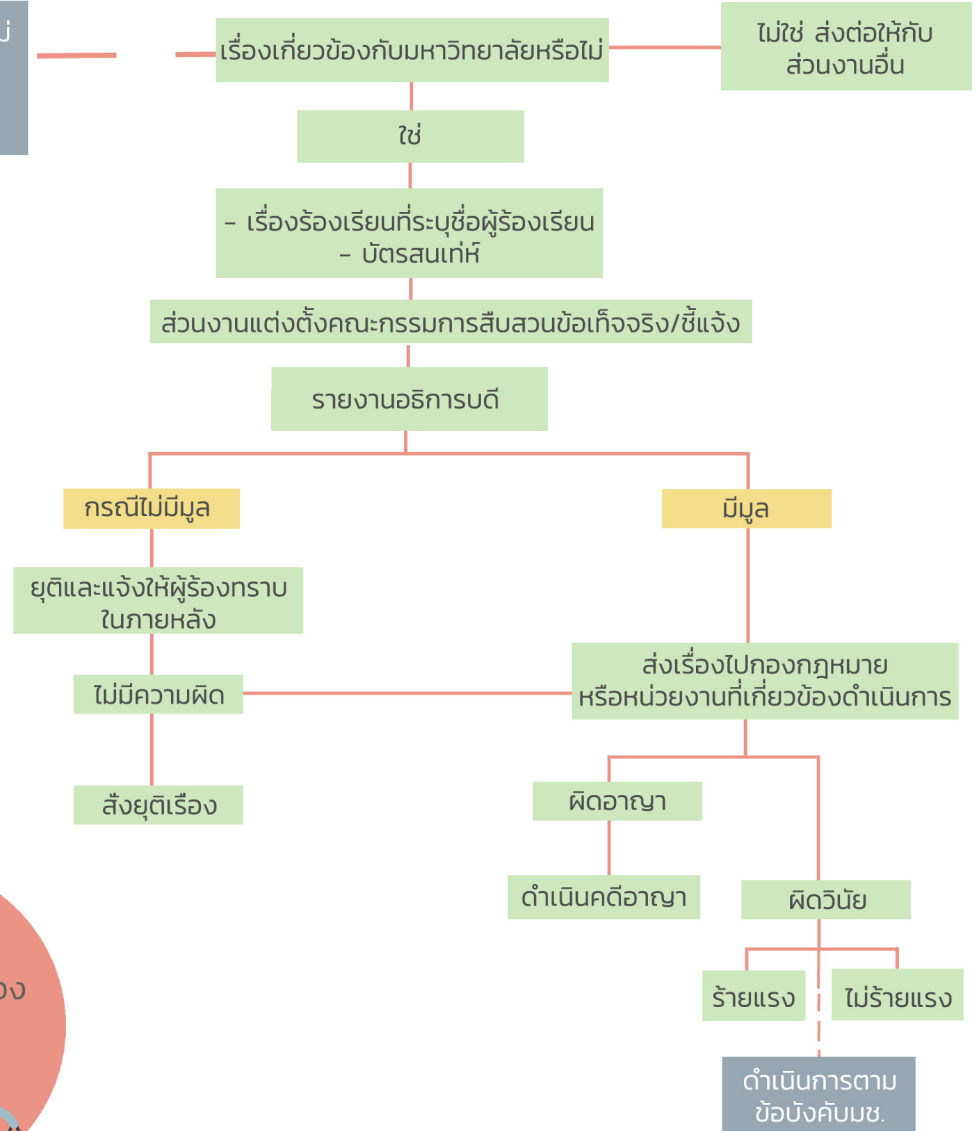 เรื่องเกี่ยวข้องกับมหาวิทยาลัยหรือไม่
ไม่ใช่ ส่งต่อให้กับ
ส่วนงานอื่น
ใช่
- เรื่องร้องเรียนที่ระบุชื่อผู้ร้องเรียน
- บัตรสนเท่ห์
ส่วนงานแต่งตั้งคณะกรรมการสืบสวนข้อเท็จจริง/ชี้แจ้ง
รายงานอธิการบดี
กรณีไม่มีมูล
มีมูล
ยุติและแจ้งให้ผู้ร้องทราบ
ในภายหลัง
ส่งเรื่องไปกองกฎหมาย
หรือหน่วยงานที่เกี่ยวข้องดำเนินการ
ไม่มีความผิด
สั่งยุติเรื่อง
ผิดอาญา
ดำเนินคดีอาญา
ผิดวินัย
ร้ายแรง
ไม่ร้ายแรง
ดำเนินการตาม
ข้อบังคับมช.